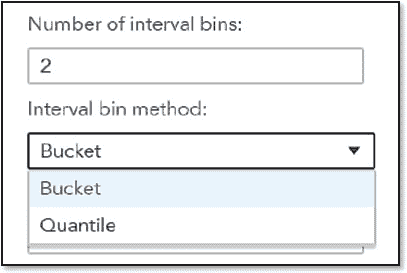 Number of interval bins:
2
Interval bin method:
Bucket
Bucket
Quantile